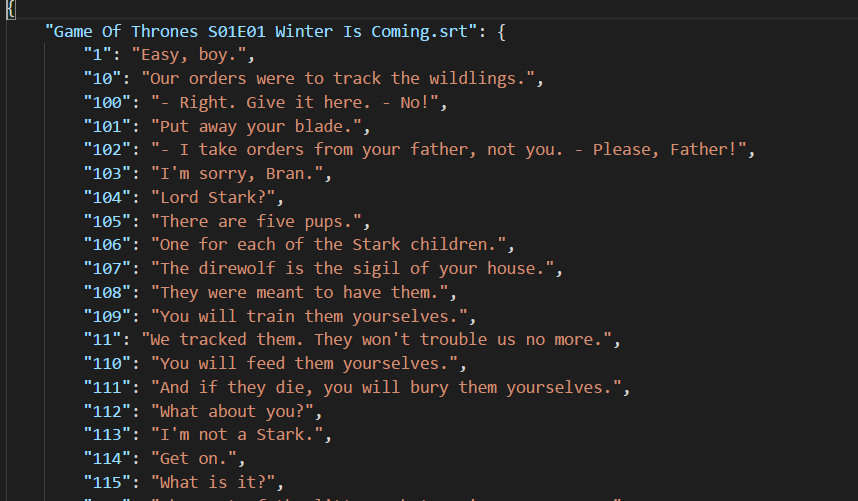 {
"Game Of Thrones S01E01 Winter Is Coming.srt": {
"1": "Easy, boy.",
"10": "Our orders were to track the wildlings.",
"100": "- Right. Give it here. - No!",
"101": "Put away your blade.",
"102": "- I take orders from your father, not you. - Please, Father!",
"103": "I'm sorry, Bran.",
"104": "Lord Stark?",
"105": "There are five pups.",
"106": "One for each of the Stark children.",
"107": "The direwolf is the sigil of your house.",
"108": "They were meant to have them.",
"109": "You will train them yourselves.",
"11": "We tracked them. They won't trouble us no more.",
"110": "You will feed them yourselves.",
"111": "And if they die, you will bury them yourselves.",
"112": "What about you?",
"113": "I'm not a Stark.",
"114": "Get on.",
"115": "What is it?",